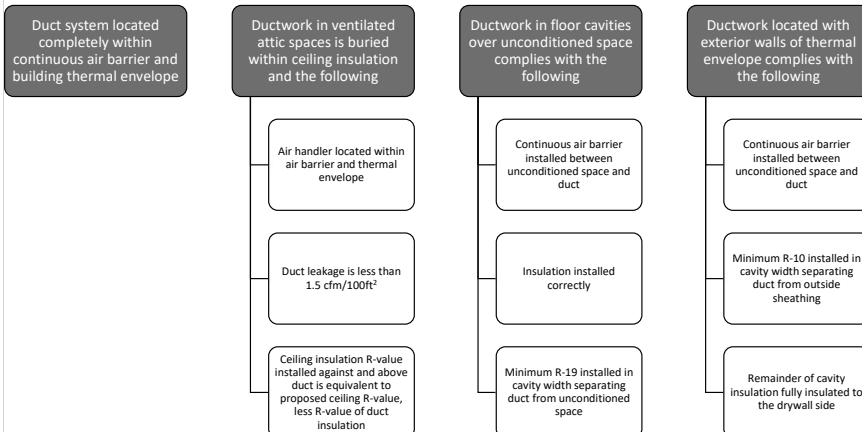 Duct system located
completely within
continuous air barrier and
building thermal envelope
Ductwork in ventilated
attic spaces is buried
within ceiling insulation
and the following
Air handler located within
air barrier and thermal
envelope
Duct leakage is less than
1.5 cfm/100ft²
Ceiling insulation R-value
installed against and above
duct is equivalent to
proposed ceiling R-value,
less R-value of duct
insulation
Ductwork in floor cavities
over unconditioned space
complies with the
following
Continuous air barrier
installed between
unconditioned space and
duct
Insulation installed
correctly
Minimum R-19 installed in
cavity width separating
duct from unconditioned
space
Ductwork located with
exterior walls of thermal
envelope complies with
the following
Continuous air barrier
installed between
unconditioned space and
duct
Minimum R-10 installed in
cavity width separating
duct from outside
sheathing
Remainder of cavity
insulation fully insulated to
the drywall side